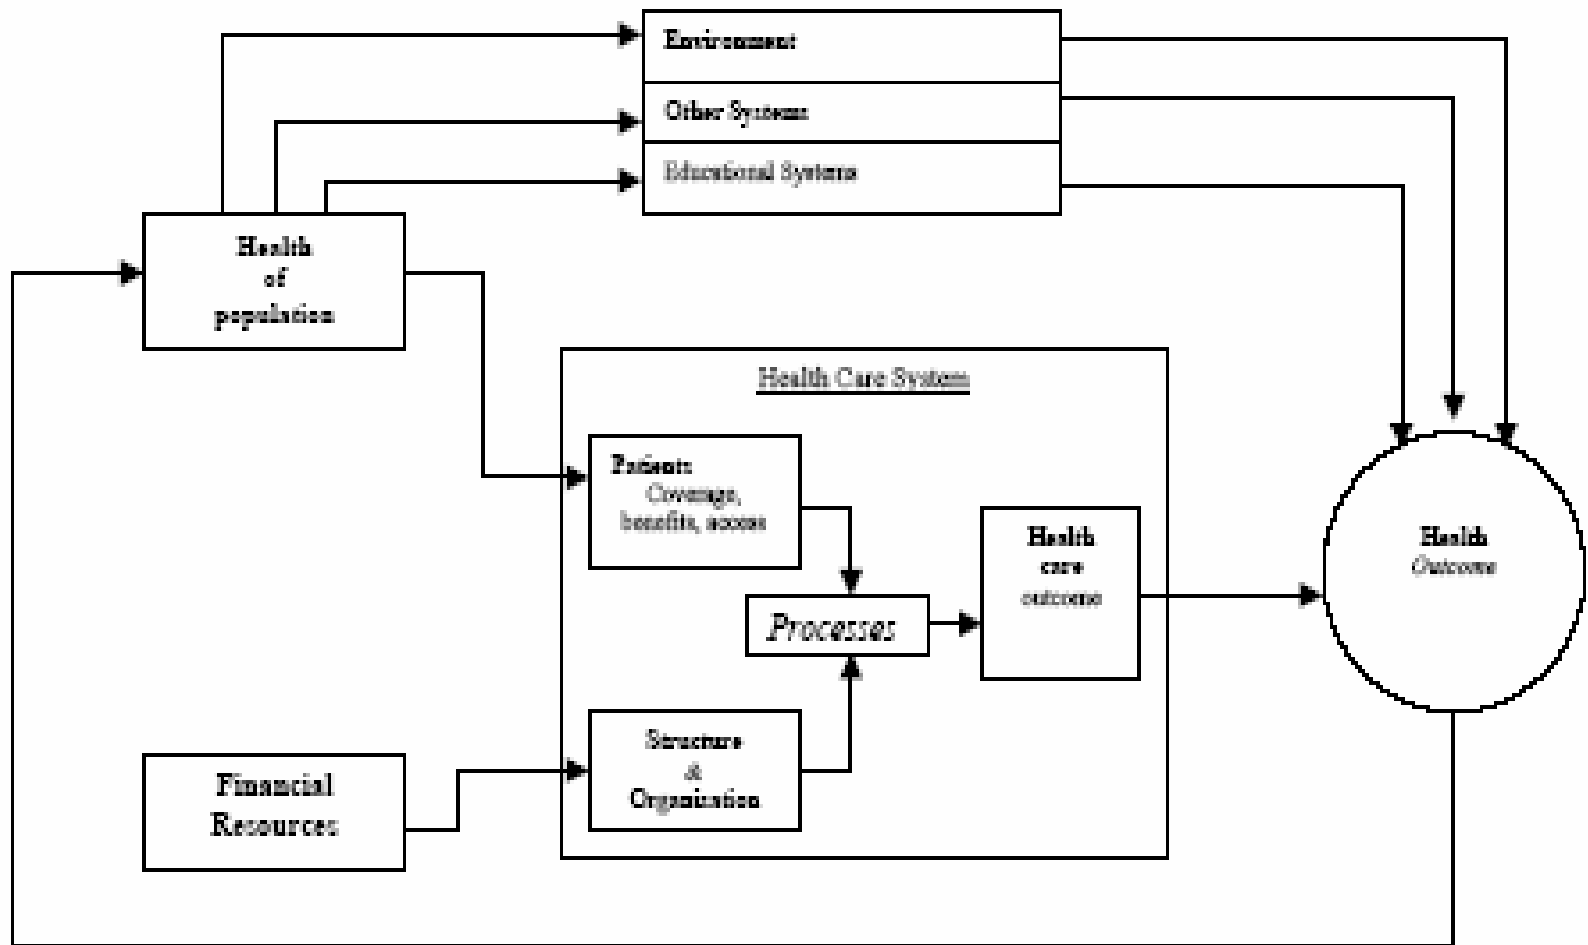 Environment
Other Systems
Educational Systems
Health
of
population
Health Care System
Patients
Coverage,
benefits, access
Processes
Health
care
outcome
Health
Outcome
Structure
&
Organization
Financial
Resources